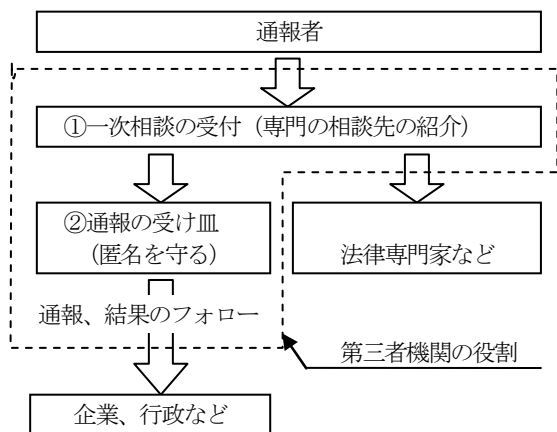 通報者
①一次相談の受付（専門の相談先の紹介）
②通報の受け皿
（匿名を守る）
法律専門家など
通報、結果のフォロー
第三者機関の役割
企業、行政など